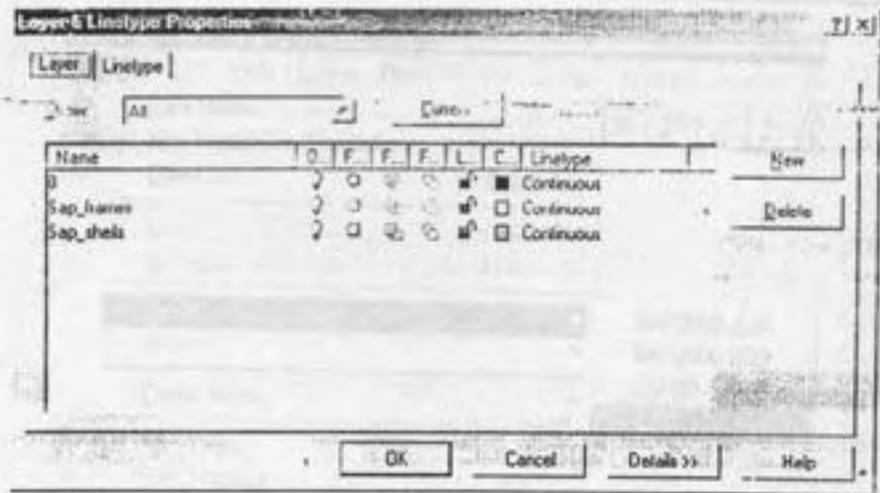 Layer & Linetype Properties
Layer Linetype
All
Name O... F... F... F... L... C... Linetype New
0 Continuous
Sap_frames Continuous Delete
Sap_shells Continuous
OK Cancel Details >> Help